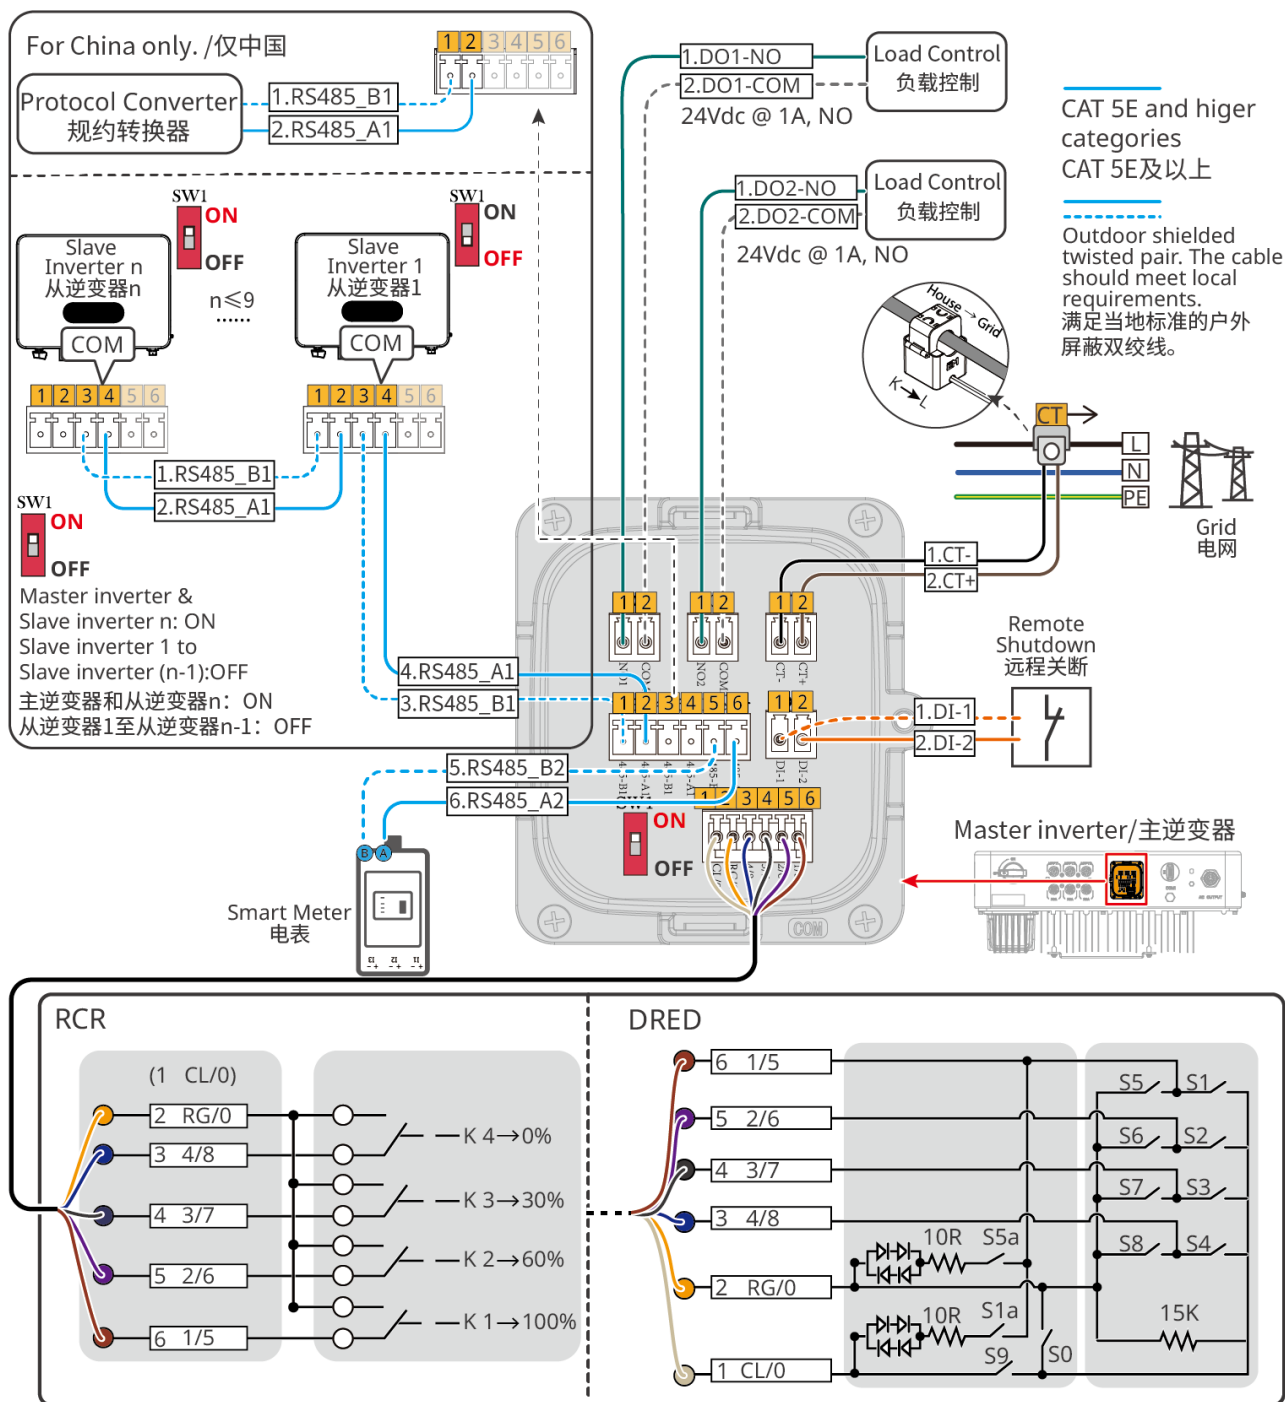 For China only. /仅中国
1 2 3 4 5 6
Protocol Converter
规约转换器
1.RS485_B1
2.RS485_A1
SW1
ON
OFF
SW1
ON
OFF
Slave
Inverter n
从逆变器n
COM
n≤9
......
Slave
Inverter 1
从逆变器1
COM
1 2 3 4 5 6
1 2 3 4 5 6
1.RS485_B1
2.RS485_A1
SW1
ON
OFF
Master inverter &
Slave inverter n: ON
Slave inverter 1 to
Slave inverter (n-1):OFF
主逆变器和从逆变器n：ON
从逆变器1至从逆变器n-1：OFF
1.DO1-NO
2.DO1-COM
24Vdc @ 1A, NO
Load Control
负载控制
1.DO2-NO
2.DO2-COM
24Vdc @ 1A, NO
Load Control
负载控制
CAT 5E and higer
categories
CAT 5E及以上
Outdoor shielded
twisted pair. The cable
should meet local
requirements.
满足当地标准的户外
屏蔽双绞线。
House → Grid
K→L
CT
L
N
PE
Grid
电网
1.CT-
2.CT+
Remote
Shutdown
远程关断
1.DI-1
2.DI-2
4.RS485_A1
3.RS485_B1
5.RS485_B2
6.RS485_A2
1 2
1 2
1 2
NO2
COM
CT-
CT+
1 2 3 4 5 6
1 2
DI-1
DI-2
SW1
ON
OFF
1 2 3 4 5 6
COM
B A
Smart Meter
电表
Master inverter/主逆变器
RCR
(1 CL/0)
2 RG/0
3 4/8
4 3/7
5 2/6
6 1/5
K 4→0%
K 3→30%
K 2→60%
K 1→100%
DRED
6 1/5
5 2/6
4 3/7
3 4/8
2 RG/0
1 CL/0
10R
S5a
10R
S1a
S9
S0
S5
S1
S6
S2
S7
S3
S8
S4
15K